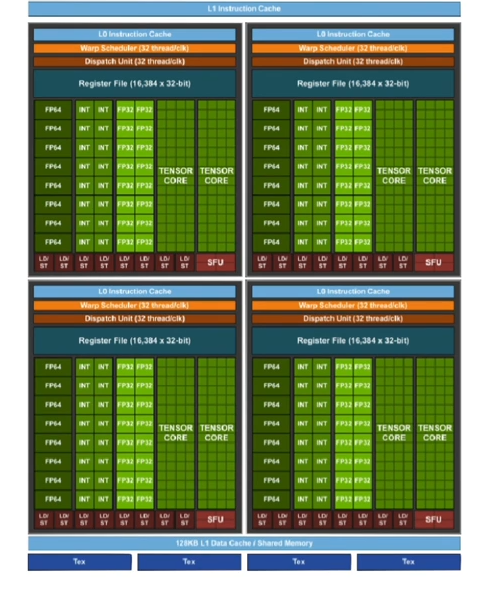 L1 Instruction Cache
L0 Instruction Cache
Warp Scheduler (32 thread/clk)
Dispatch Unit (32 thread/clk)
Register File (16,384 x 32-bit)
FP64 INT INT FP32 FP32
FP64 INT INT FP32 FP32
FP64 INT INT FP32 FP32
FP64 INT INT FP32 FP32
TENSOR TENSOR
CORE CORE
FP64 INT INT FP32 FP32
FP64 INT INT FP32 FP32
FP64 INT INT FP32 FP32
FP64 INT INT FP32 FP32
LD/ LD/ LD/ LD/ LD/ LD/ LD/ LD/
ST ST ST ST ST ST ST ST
SFU
L0 Instruction Cache
Warp Scheduler (32 thread/clk)
Dispatch Unit (32 thread/clk)
Register File (16,384 x 32-bit)
FP64 INT INT FP32 FP32
FP64 INT INT FP32 FP32
FP64 INT INT FP32 FP32
FP64 INT INT FP32 FP32
TENSOR TENSOR
CORE CORE
FP64 INT INT FP32 FP32
FP64 INT INT FP32 FP32
FP64 INT INT FP32 FP32
FP64 INT INT FP32 FP32
LD/ LD/ LD/ LD/ LD/ LD/ LD/ LD/
ST ST ST ST ST ST ST ST
SFU
L0 Instruction Cache
Warp Scheduler (32 thread/clk)
Dispatch Unit (32 thread/clk)
Register File (16,384 x 32-bit)
FP64 INT INT FP32 FP32
FP64 INT INT FP32 FP32
FP64 INT INT FP32 FP32
FP64 INT INT FP32 FP32
TENSOR TENSOR
CORE CORE
FP64 INT INT FP32 FP32
FP64 INT INT FP32 FP32
FP64 INT INT FP32 FP32
FP64 INT INT FP32 FP32
LD/ LD/ LD/ LD/ LD/ LD/ LD/ LD/
ST ST ST ST ST ST ST ST
SFU
L0 Instruction Cache
Warp Scheduler (32 thread/clk)
Dispatch Unit (32 thread/clk)
Register File (16,384 x 32-bit)
FP64 INT INT FP32 FP32
FP64 INT INT FP32 FP32
FP64 INT INT FP32 FP32
FP64 INT INT FP32 FP32
TENSOR TENSOR
CORE CORE
FP64 INT INT FP32 FP32
FP64 INT INT FP32 FP32
FP64 INT INT FP32 FP32
FP64 INT INT FP32 FP32
LD/ LD/ LD/ LD/ LD/ LD/ LD/ LD/
ST ST ST ST ST ST ST ST
SFU
128KB L1 Data Cache / Shared Memory
Tex Tex Tex Tex